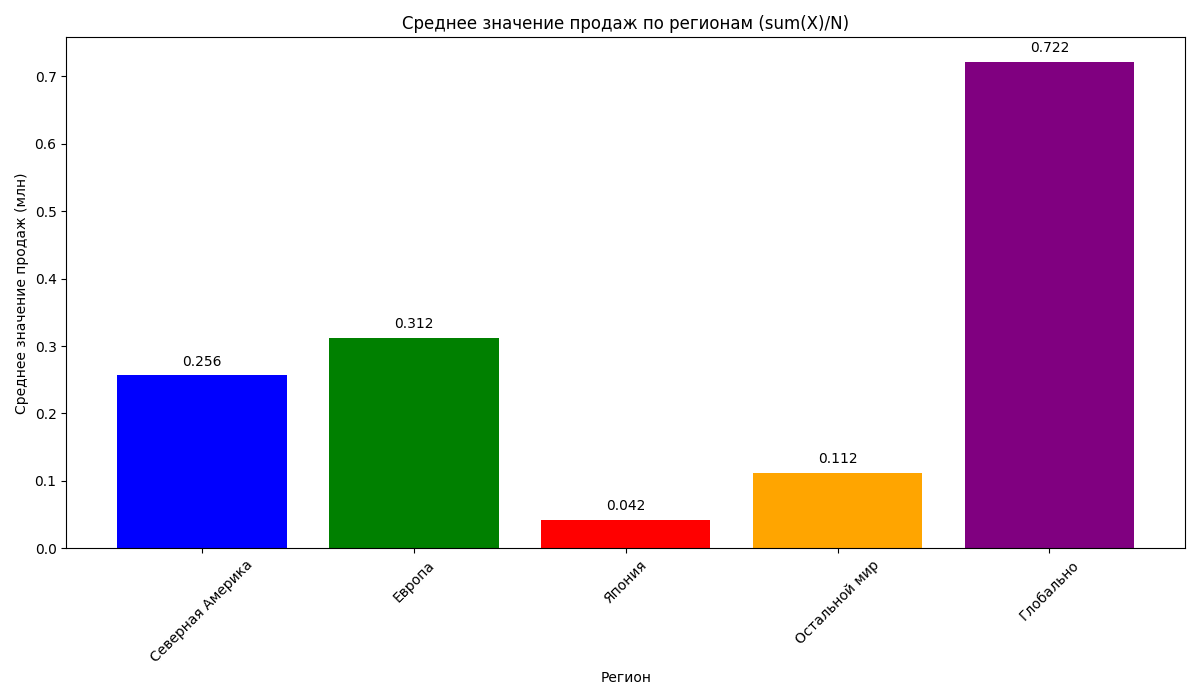 Среднее значение продаж по регионам (sum(X)/N)
Среднее значение продаж (млн)
0.7
0.6
0.5
0.4
0.3
0.2
0.1
0.0
0.256
0.312
0.042
0.112
0.722
Северная Америка
Европа
Япония
Остальной мир
Глобально
Регион